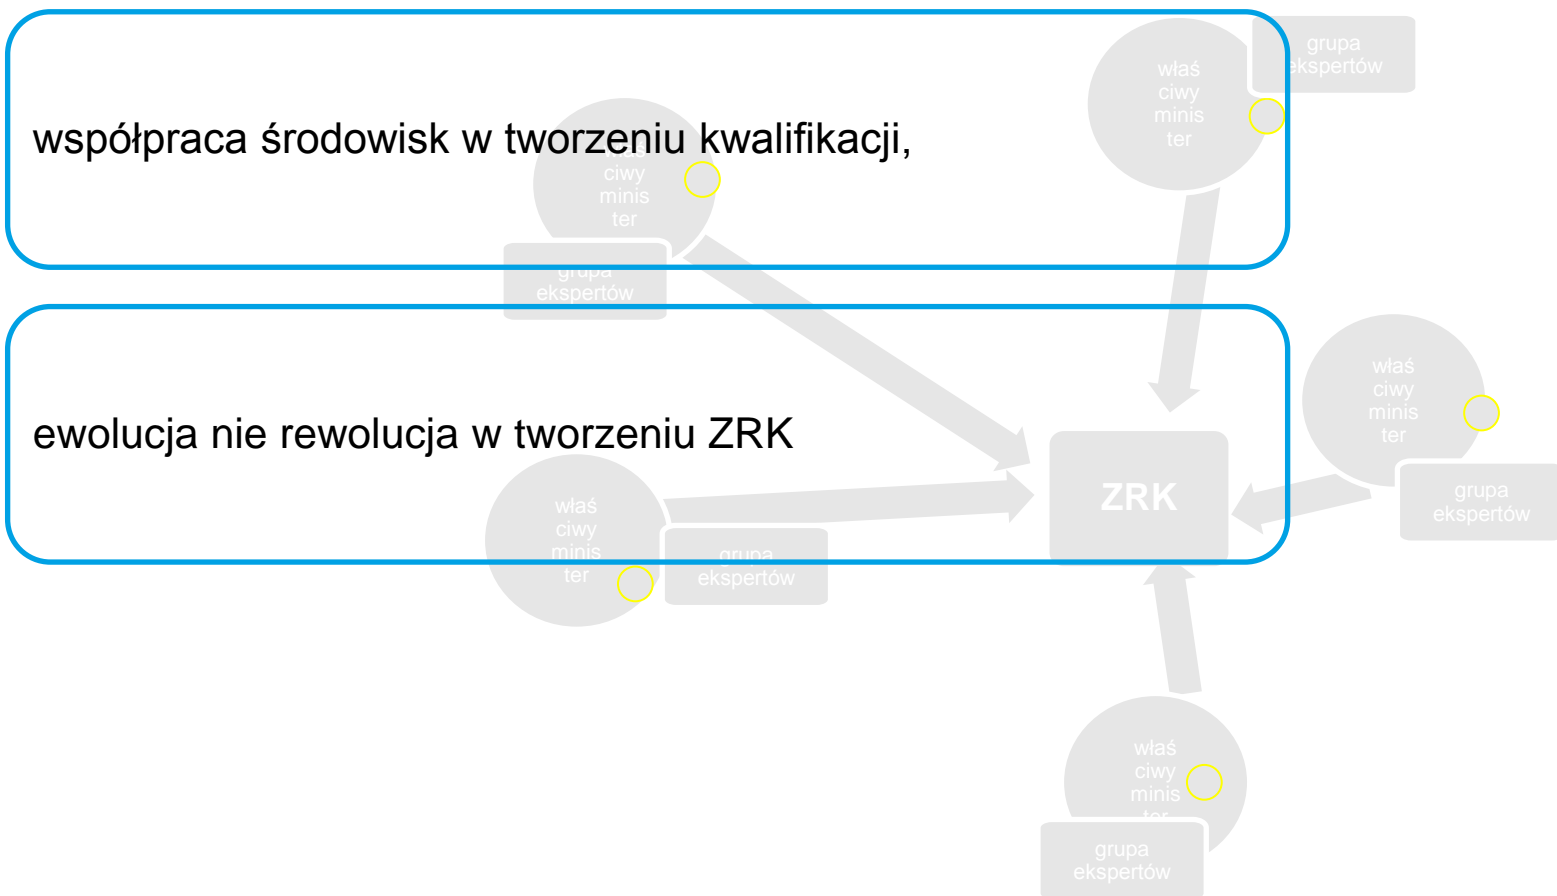 grupa
ekspertów
właś
ciwy
minis
ter
współpraca środowisk w tworzeniu kwalifikacji,
właś
ciwy
minis
ter
grupa
ekspertów
właś
ciwy
minis
ter
grupa
ekspertów
ewolucja nie rewolucja w tworzeniu ZRK
ZRK
właś
ciwy
minis
ter
grupa
ekspertów
właś
ciwy
minis
ter
grupa
ekspertów